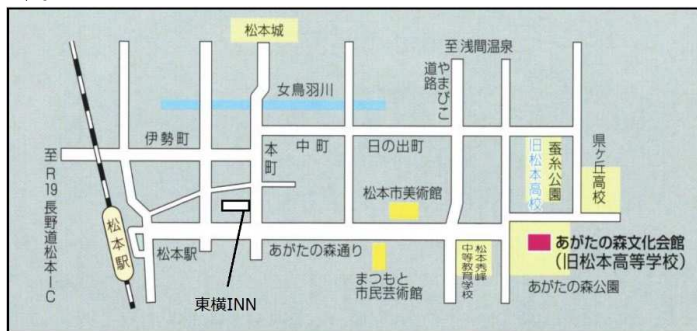 松本城
至浅間温泉
やまびこ
道路
女鳥羽川
伊勢町
本町
中町
日の出町
旧松本高校
蚕糸公園
県ヶ丘高校
至R19 長野道松本IC
松本市美術館
松本駅
松本駅
あがたの森通り
松本秀峰
中等教育学校
あがたの森文化会館
(旧松本高等学校)
まつもと
市民芸術館
あがたの森公園
東横INN